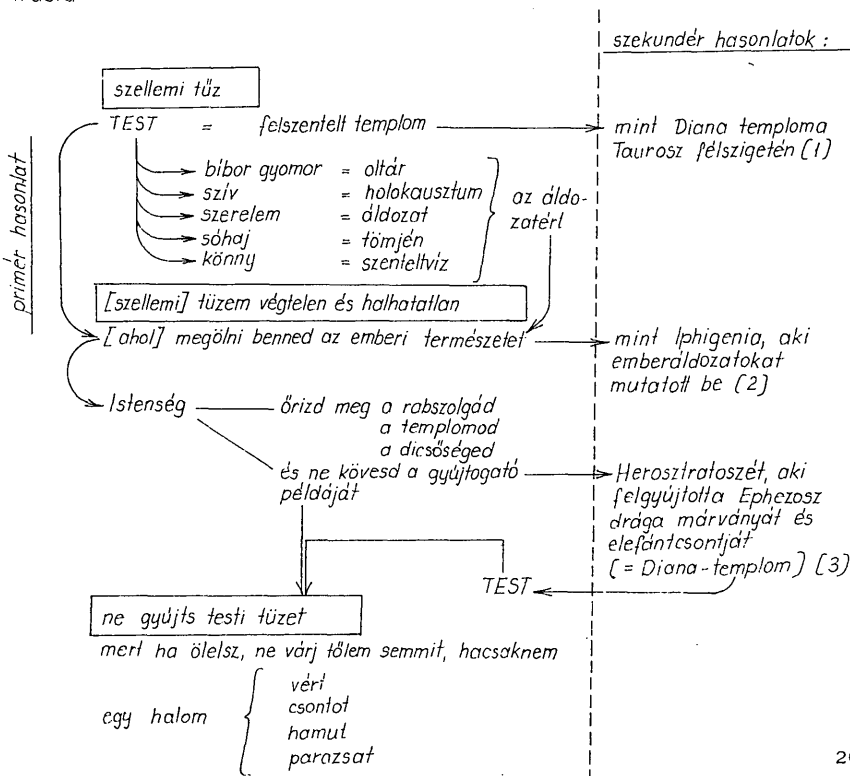 szekundér hasonlatok :
szellemi tűz
TEST = felszentelt templom
mint Diana temploma
Taurosz félszigetén (1)
primér hasonlat
bíbor gyomor = oltár
szív = holokausztum
szerelem = áldozat
sóhaj = tömjén
könny = szenteltvíz
az áldo-
zatért
[szellemi] tüzem végtelen és halhatatlan
[ahol] megölni benned az emberi természetet
mint Iphigenia, aki
emberáldozatokat
mutatott be (2)
Istenség
őrizd meg a rabszolgád
a templomod
a dicsőséged
és ne kövesd a gyújtogató
példáját
Herosztratoszét, aki
felgyújtotta Ephezosz
drága márványát és
elefántcsontját
(= Diana-templom) (3)
TEST
ne gyújts testi tüzet
mert ha ölelsz, ne várj tőlem semmit, hacsaknem
egy halom
vért
csontot
hamut
parazsat